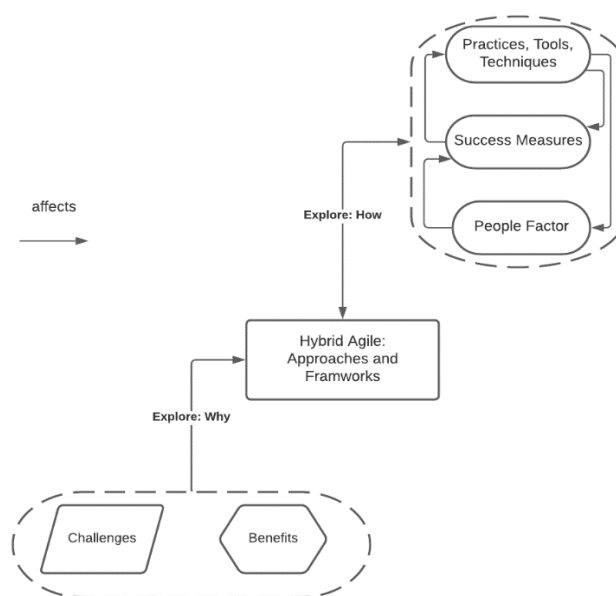 Practices, Tools,
Techniques
Success Measures
People Factor
affects
Explore: How
Hybrid Agile:
Approaches and
Framworks
Explore: Why
Challenges
Benefits